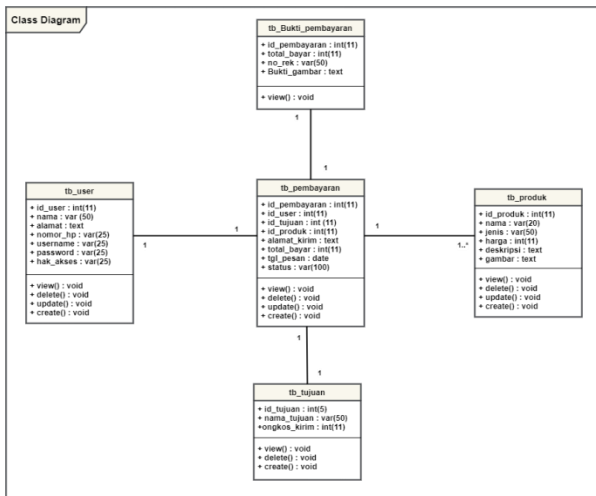 Class Diagram
tb_Bukti_pembayaran
+ id_pembayaran : int(11)
+ total_bayar : int(11)
+ no_rek : var(50)
+ Bukti_gambar : text
+ view() : void
1
1
tb_user
+ id_user : int(11)
+ nama : var (50)
+ alamat : text
+ nomor_hp : var(25)
+ username : var(25)
+ password : var(25)
+ hak_akses : var(25)
+ view() : void
+ delete() : void
+ update() : void
+ create() : void
1
1
tb_pembayaran
+ id_pembayaran : int(11)
+ id_user : int(11)
+ id_tujuan : int (11)
+ id_produk : int(11)
+ alamat_kirim : text
+ total_bayar : int(11)
+ tgl_pesan : date
+ status : var(100)
+ view() : void
+ delete() : void
+ update() : void
+ create() : void
1
1..*
tb_produk
+ id_produk : int(11)
+ nama : var(20)
+ jenis : var(50)
+ harga : int(11)
+ deskripsi : text
+ gambar : text
+ view() : void
+ delete() : void
+ update() : void
+ create() : void
1
1
tb_tujuan
+ id_tujuan : int(5)
+ nama_tujuan : var(50)
+ongkos_kirim : int(11)
+ view() : void
+ delete() : void
+ create() : void